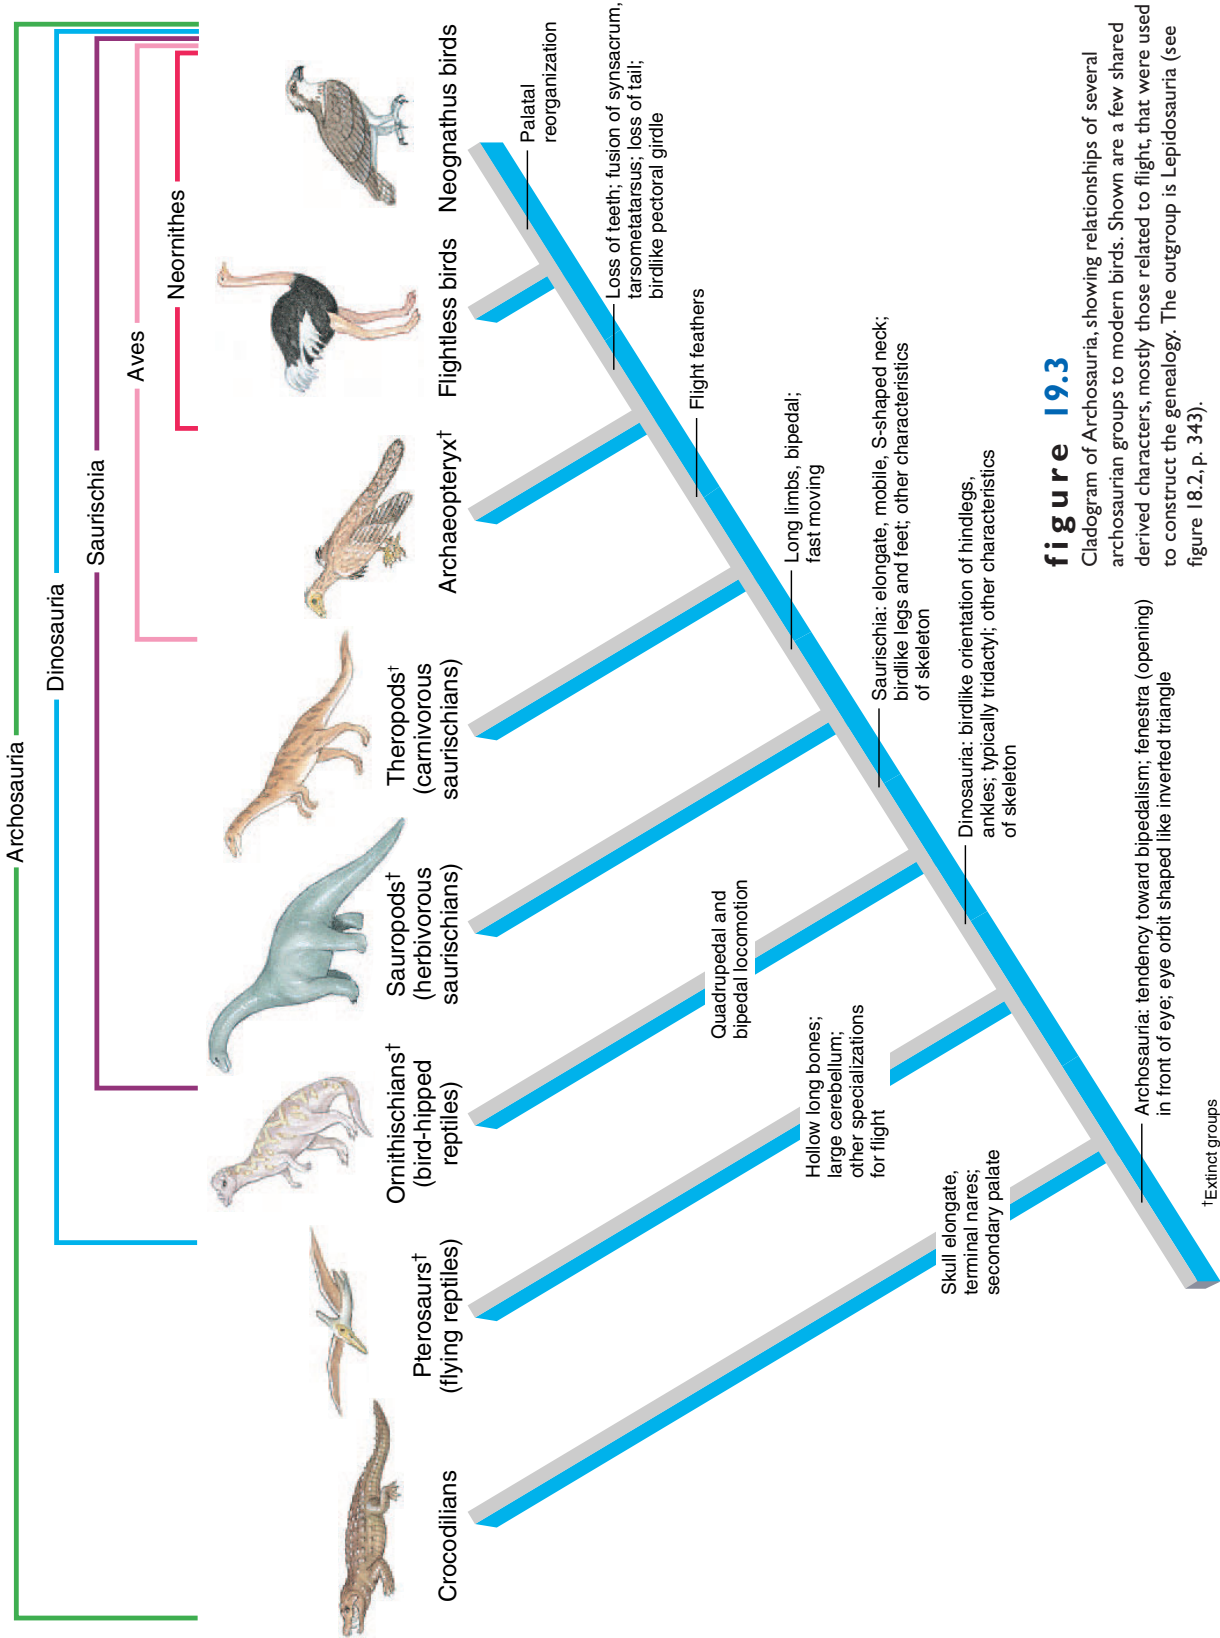 Archosauria
Dinosauria
Saurischia
Aves
Neornithes
Crocodilians
Pterosaurs†
(flying reptiles)
Ornithischians†
(bird-hipped
reptiles)
Sauropods†
(herbivorous
saurischians)
Theropods†
(carnivorous
saurischians)
Archaeopteryx†
Flightless birds
Neognathus birds
Palatal
reorganization
Loss of teeth; fusion of synsacrum,
tarsometatarsus; loss of tail;
birdlike pectoral girdle
Flight feathers
Long limbs, bipedal;
fast moving
Saurischia: elongate, mobile, S-shaped neck;
birdlike legs and feet; other characteristics
of skeleton
Dinosauria: birdlike orientation of hindlegs,
ankles; typically tridactyl; other characteristics
of skeleton
Quadrupedal and
bipedal locomotion
Hollow long bones;
large cerebellum;
other specializations
for flight
Skull elongate,
terminal nares;
secondary palate
Archosauria: tendency toward bipedalism; fenestra (opening)
in front of eye; eye orbit shaped like inverted triangle
†Extinct groups
figure 19.3
Cladogram of Archosauria, showing relationships of several
archosaurian groups to modern birds. Shown are a few shared
derived characters, mostly those related to flight, that were used
to construct the genealogy. The outgroup is Lepidosauria (see
figure 18.2, p. 343).